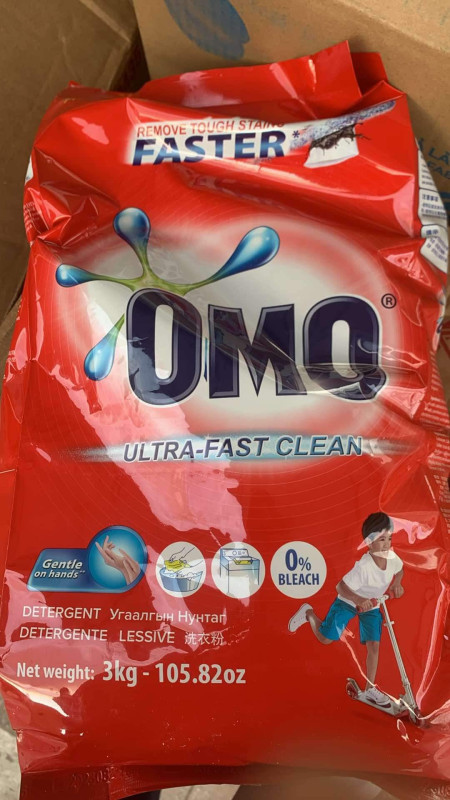 REMOVE TOUGH STAINS
FASTER*
OMO®
ULTRA-FAST CLEAN
Gentle
on hands**
0%
BLEACH
DETERGENT Угаалгын Нунтаг
DETERGENTE LESSIVE 洗衣粉
Net weight: 3kg - 105.82oz